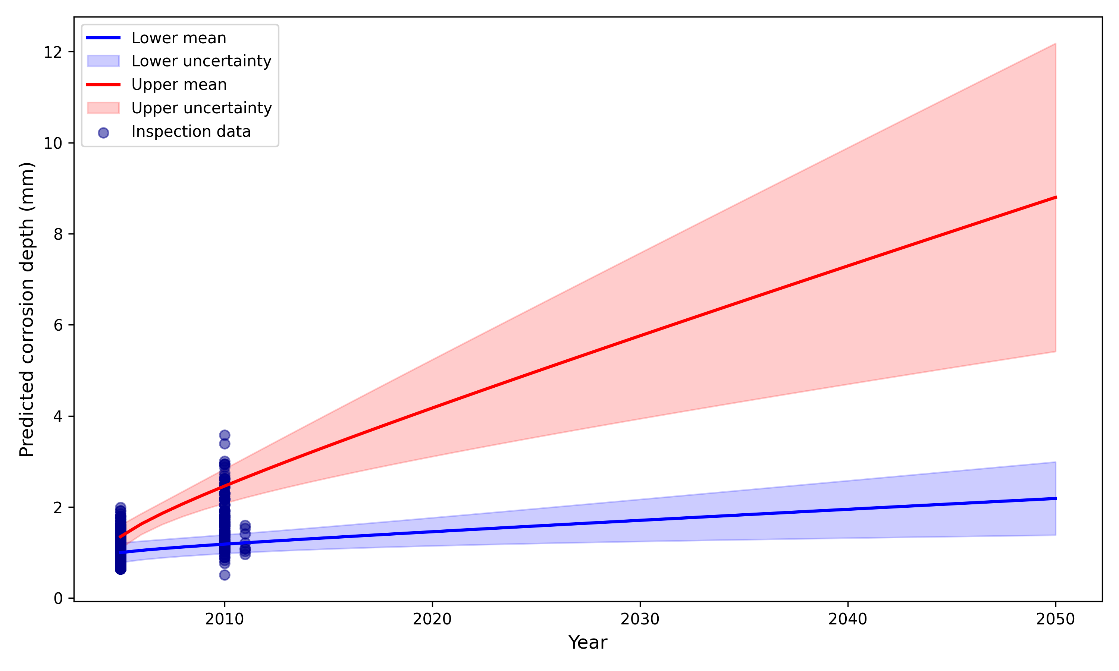 Lower mean
Lower uncertainty
Upper mean
Upper uncertainty
Inspection data
Predicted corrosion depth (mm)
12
10
8
6
4
2
0
2010 2020 2030 2040 2050
Year